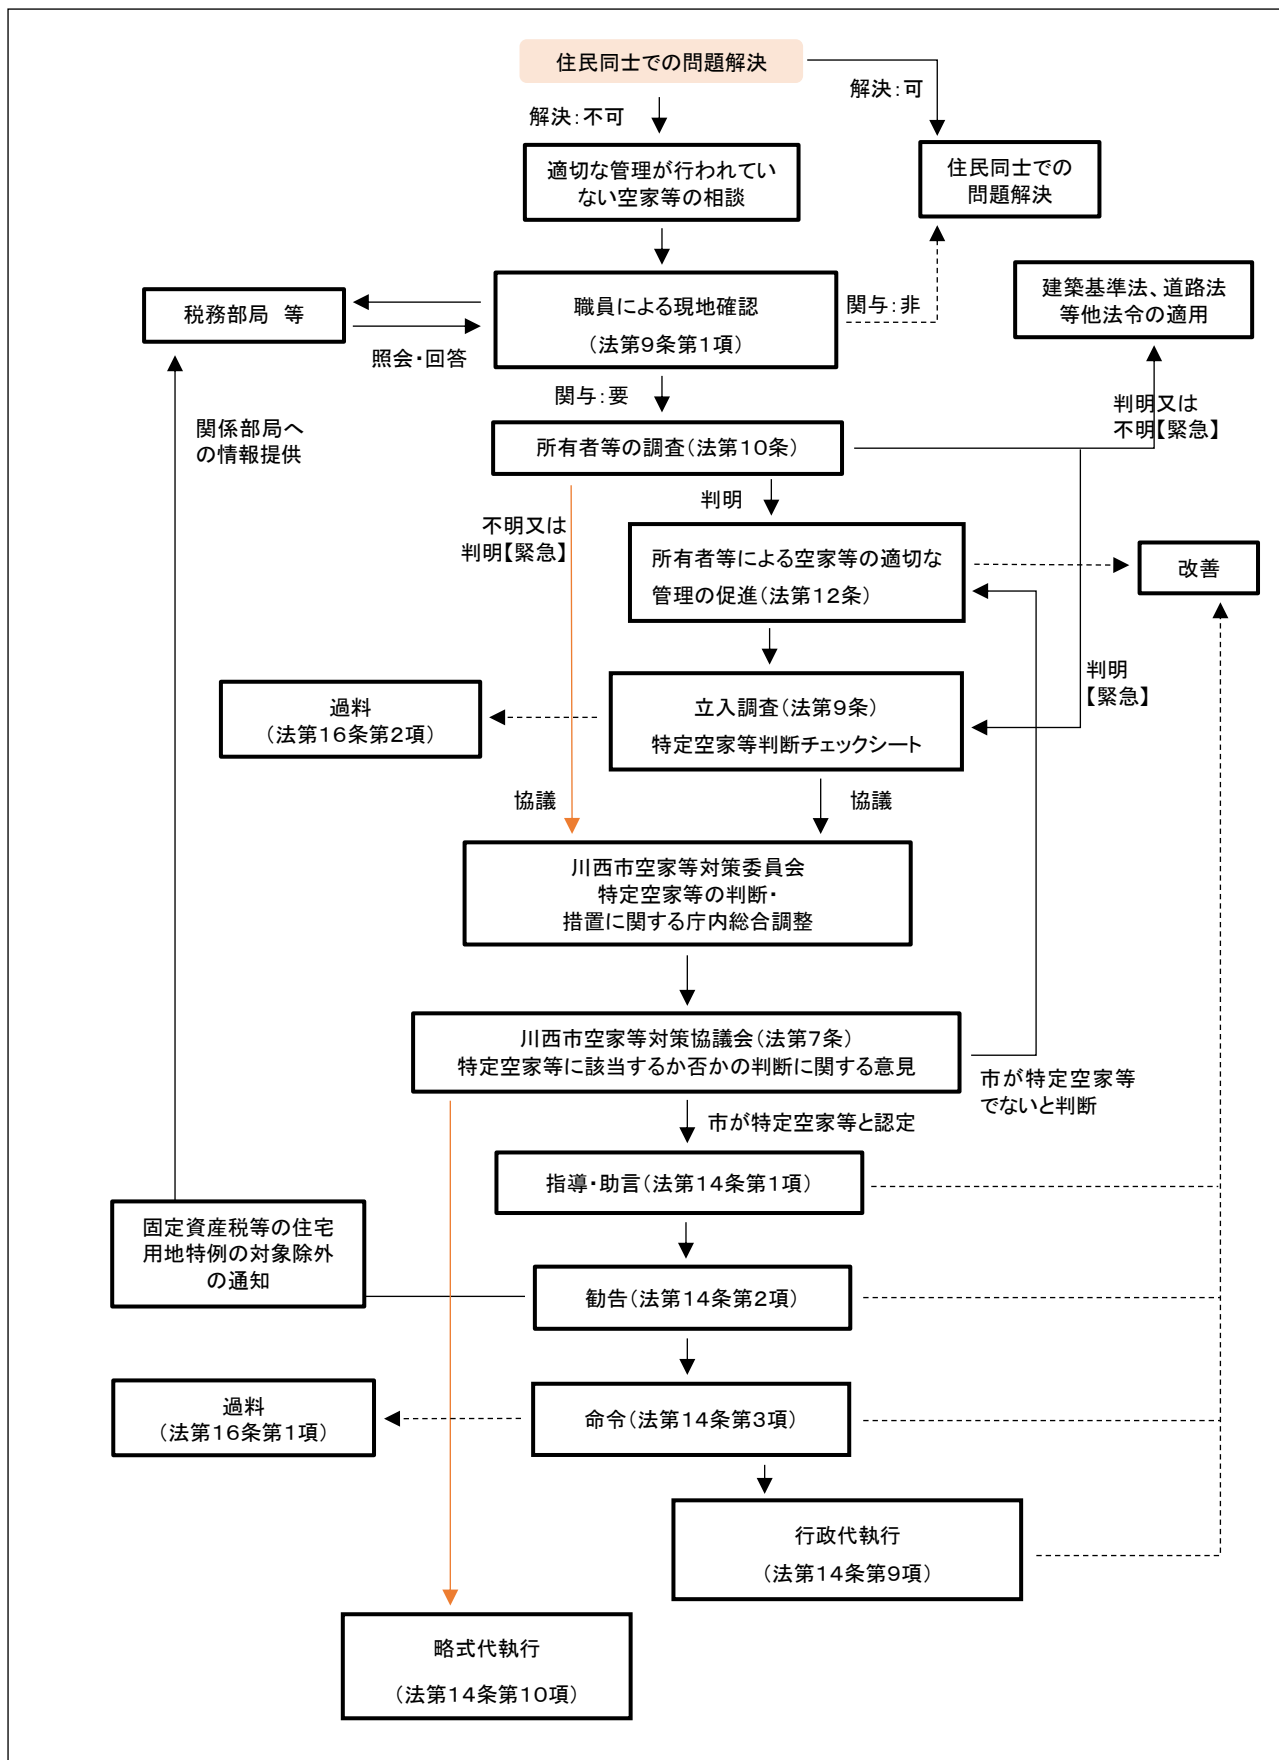 住民同士での問題解決
解決：可
解決：不可
適切な管理が行われてい
ない空家等の相談
住民同士での
問題解決
税務部局　等
職員による現地確認
（法第９条第１項）
関与：非
建築基準法、道路法
等他法令の適用
照会・回答
関与：要
判明又は
不明【緊急】
関係部局へ
の情報提供
所有者等の調査（法第１０条）
判明
不明又は
判明【緊急】
所有者等による空家等の適切な
管理の促進（法第１２条）
改善
過料
（法第１６条第２項）
立入調査（法第９条）
特定空家等判断チェックシート
判明
【緊急】
協議
協議
川西市空家等対策委員会
特定空家等の判断・
措置に関する庁内総合調整
川西市空家等対策協議会（法第７条）
特定空家等に該当するか否かの判断に関する意見
市が特定空家等
でないと判断
市が特定空家等と認定
指導・助言（法第１４条第１項）
固定資産税等の住宅
用地特例の対象除外
の通知
勧告（法第１４条第２項）
過料
（法第１６条第１項）
命令（法第１４条第３項）
行政代執行
（法第１４条第９項）
略式代執行
（法第１４条第１０項）